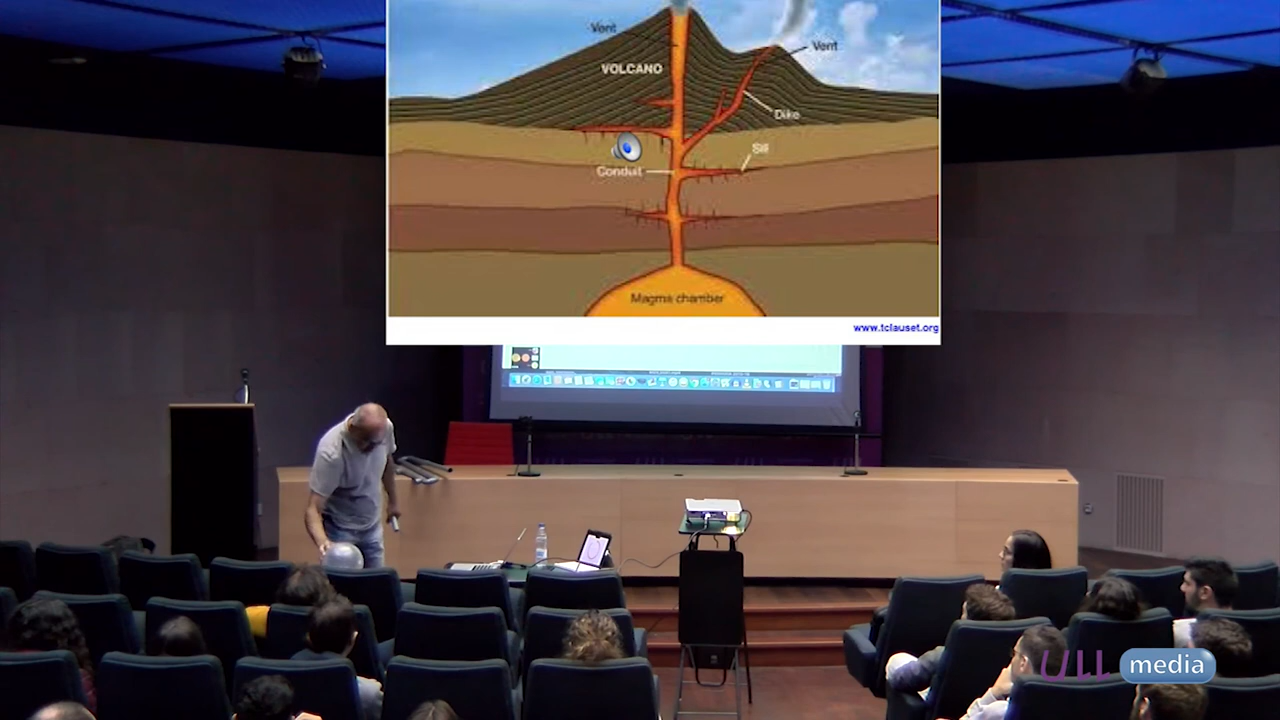 Vent
Vent
VOLCANO
Dike
Sill
Conduit
Magma chamber
www.tclauset.org
ULL media